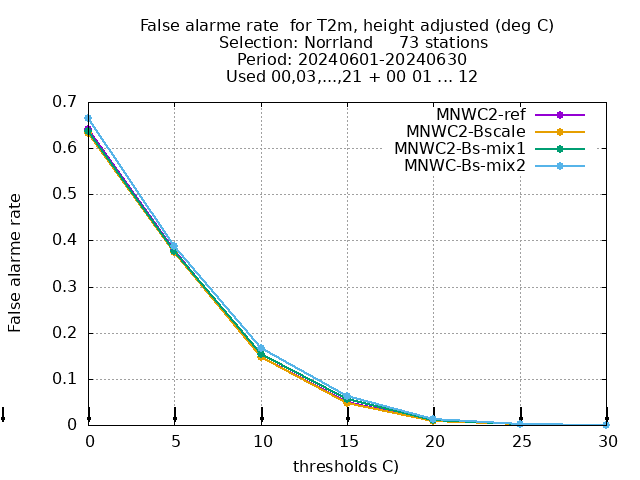 False alarme rate  for T2m, height adjusted (deg C)
Selection: Norrland     73 stations
Period: 20240601-20240630
Used 00,03,...,21 + 00 01 ... 12
MNWC2-ref
MNWC2-Bscale
MNWC2-Bs-mix1
MNWC-Bs-mix2
False alarme rate
0.7
0.6
0.5
0.4
0.3
0.2
0.1
0
0 5 10 15 20 25 30
thresholds C)